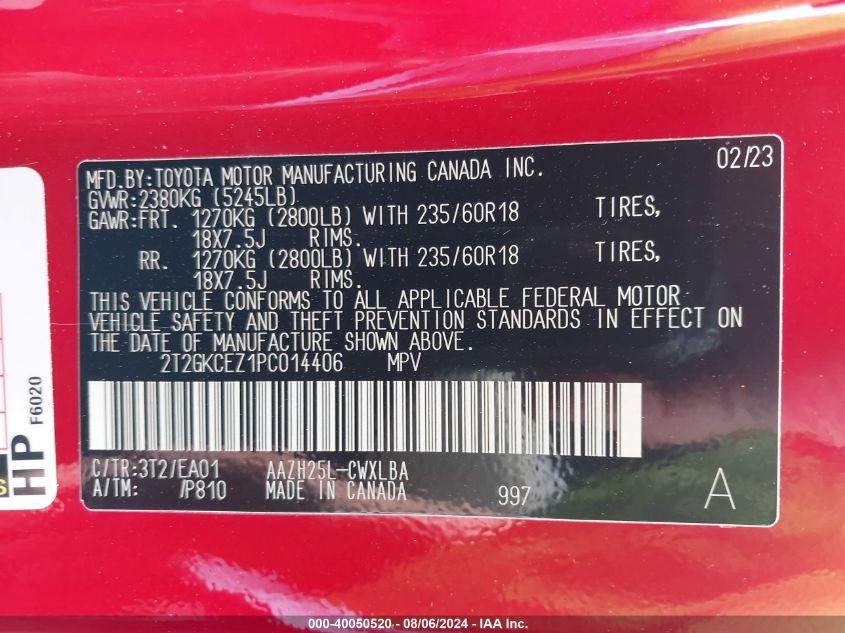 MFD.BY:TOYOTA MOTOR MANUFACTURING CANADA INC. 02/23
GVWR:2380KG (5245LB)
GAWR:FRT. 1270KG (2800LB) WITH 235/60R18 TIRES,
18X7.5J RIMS.
RR. 1270KG (2800LB) WITH 235/60R18 TIRES,
18X7.5J RIMS.
THIS VEHICLE CONFORMS TO ALL APPLICABLE FEDERAL MOTOR
VEHICLE SAFETY AND THEFT PREVENTION STANDARDS IN EFFECT ON
THE DATE OF MANUFACTURE SHOWN ABOVE.
2T2GKCEZ1PC014406 MPV
C/TR:3T2/EA01 AAZH25L-CWXLBA
A/TM: /P810 MADE IN CANADA 997 A
HP F6020
S
000-40050520 - 08/06/2024 - IAA Inc.